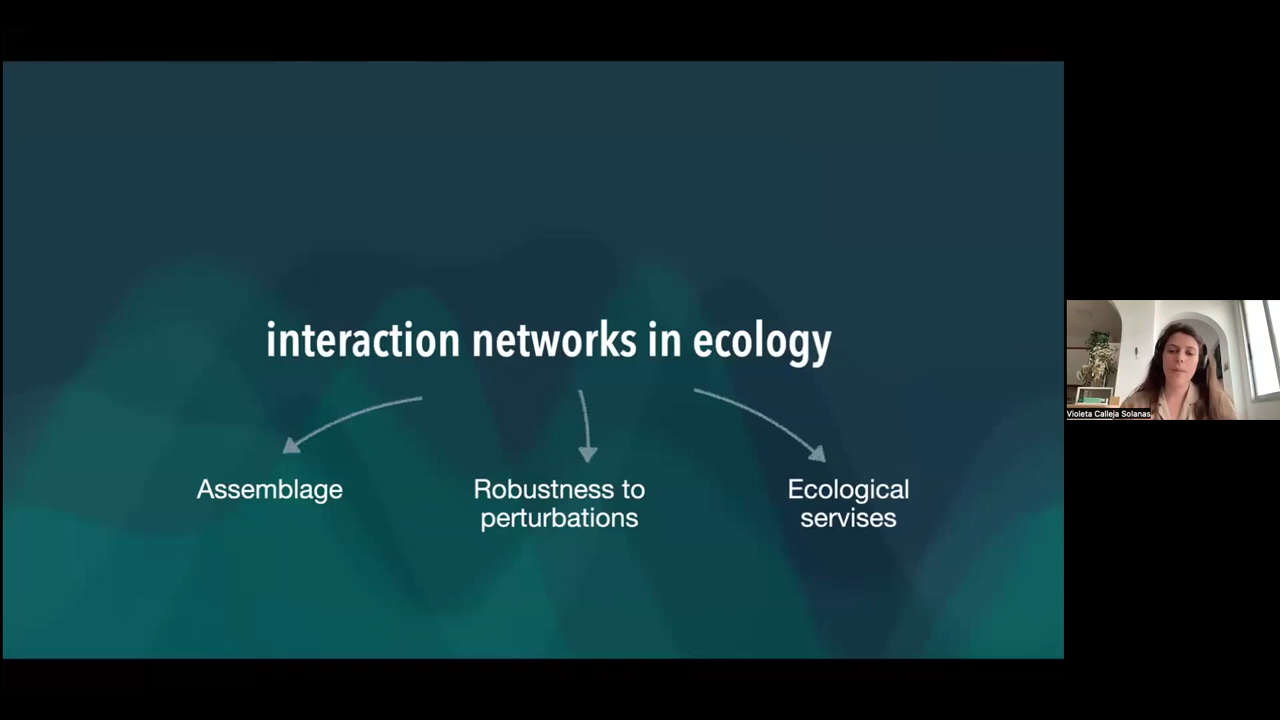 interaction networks in ecology
Assemblage
Robustness to
perturbations
Ecological
servises
Violeta Calleja Solanas